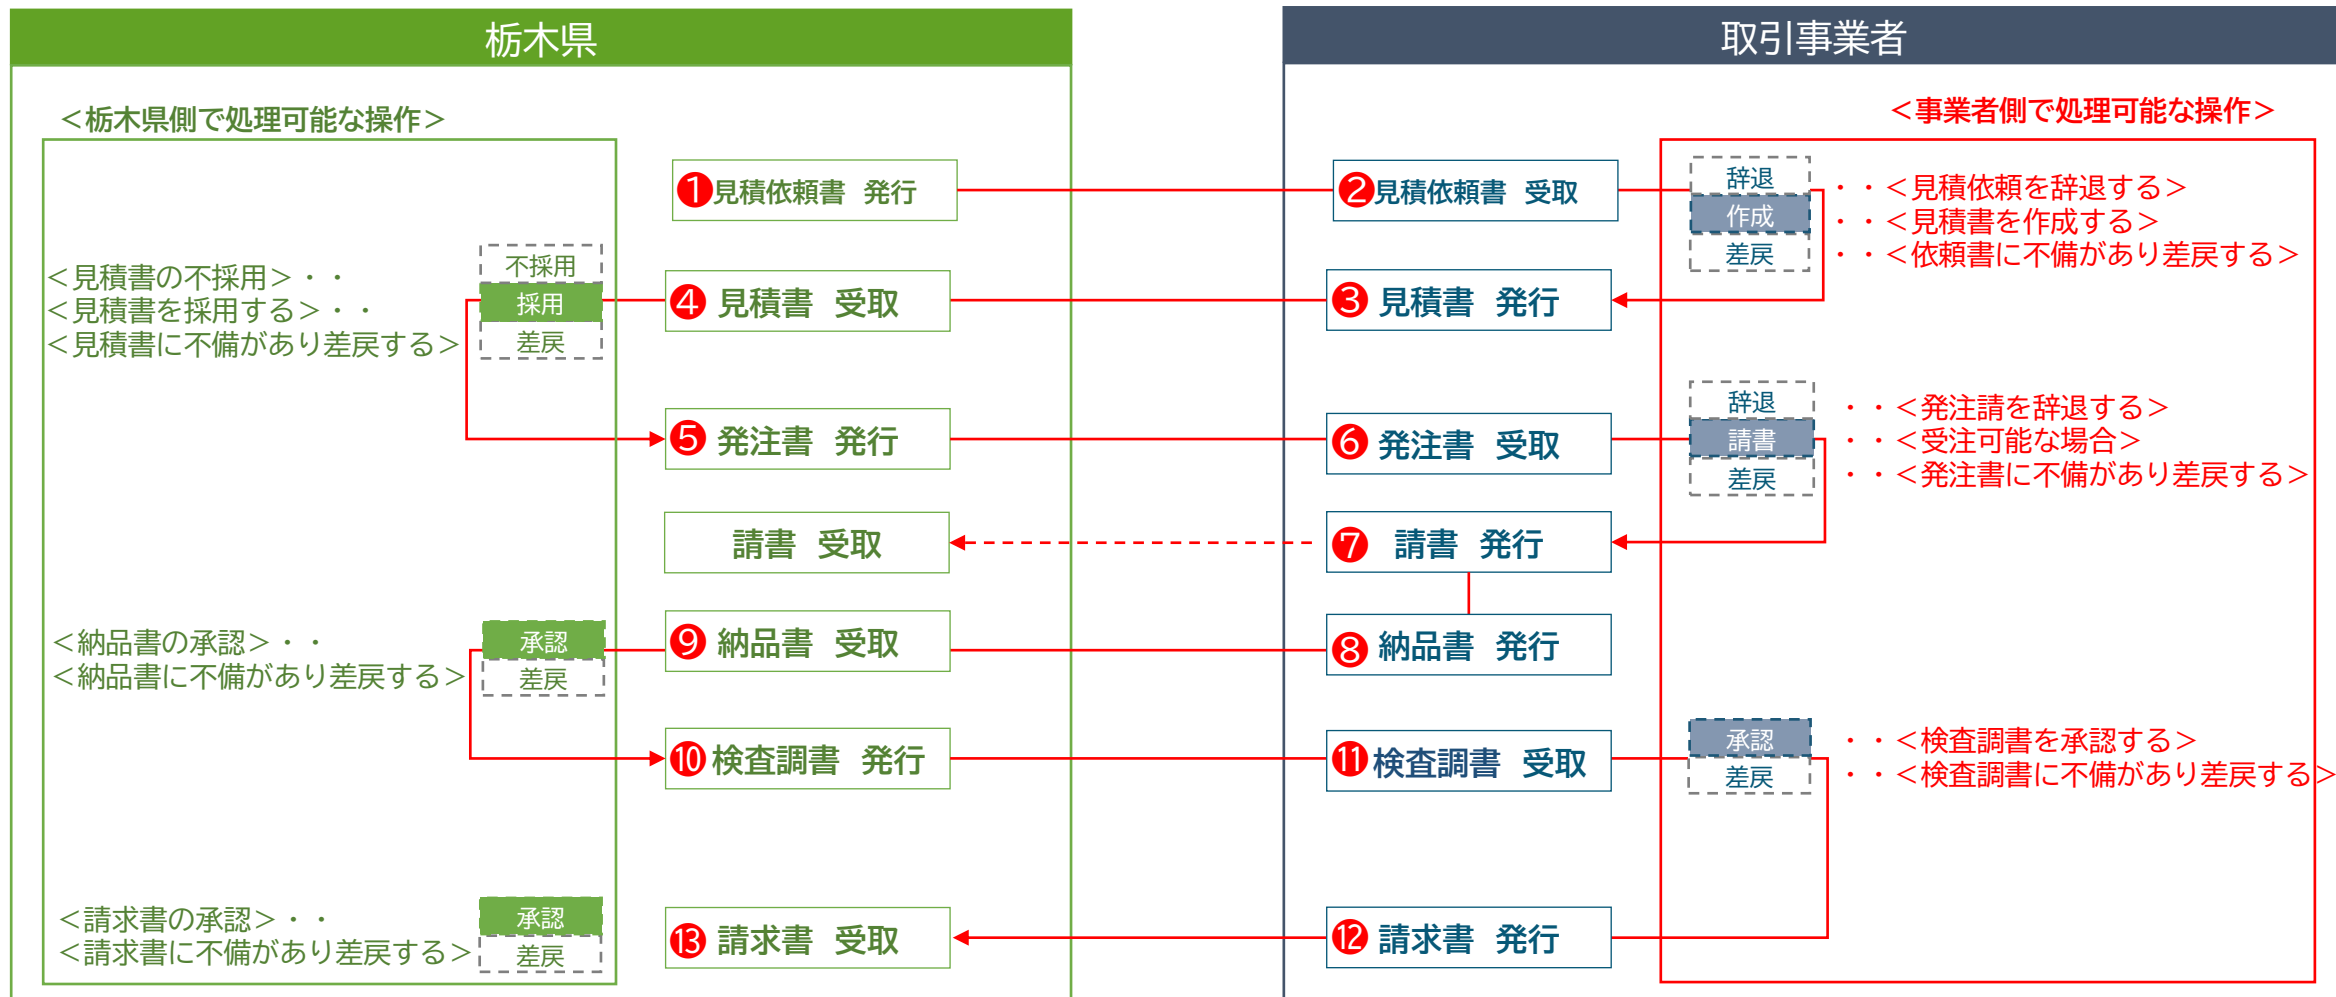 栃木県
取引事業者
＜栃木県側で処理可能な操作＞
＜事業者側で処理可能な操作＞
❶見積依頼書 発行
❷見積依頼書 受取
辞退
・・＜見積依頼を辞退する＞
作成
・・＜見積書を作成する＞
差戻
・・＜依頼書に不備があり差戻する＞
＜見積書の不採用＞・・
不採用
＜見積書を採用する＞・・
採用
＜見積書に不備があり差戻する＞
差戻
❹ 見積書 受取
❸ 見積書 発行
❺ 発注書 発行
❻ 発注書 受取
辞退
・・＜発注請を辞退する＞
請書
・・＜受注可能な場合＞
差戻
・・＜発注書に不備があり差戻する＞
請書 受取
❼ 請書 発行
＜納品書の承認＞・・
承認
＜納品書に不備があり差戻する＞
差戻
❾ 納品書 受取
❽ 納品書 発行
❿ 検査調書 発行
⓫ 検査調書 受取
承認
・・＜検査調書を承認する＞
差戻
・・＜検査調書に不備があり差戻する＞
＜請求書の承認＞・・
承認
＜請求書に不備があり差戻する＞
差戻
⓭ 請求書 受取
⓬ 請求書 発行